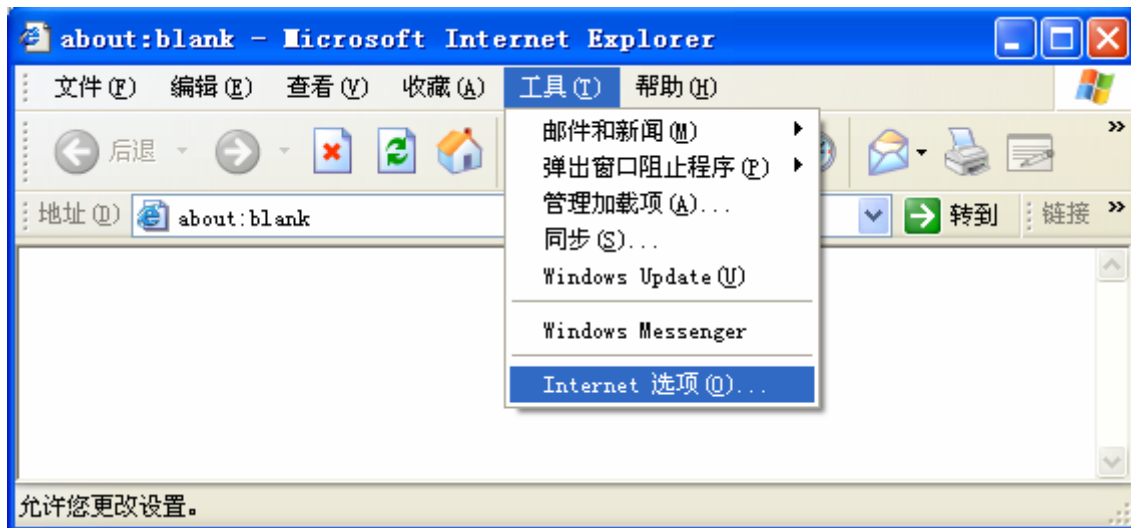 about:blank - Microsoft Internet Explorer
文件(F) 编辑(E) 查看(V) 收藏(A) 工具(T) 帮助(H)
后退
地址(D) about:blank 转到 链接
邮件和新闻(M)
弹出窗口阻止程序(P)
管理加载项(A)...
同步(S)...
Windows Update(U)
Windows Messenger
Internet 选项(O)...
允许您更改设置。